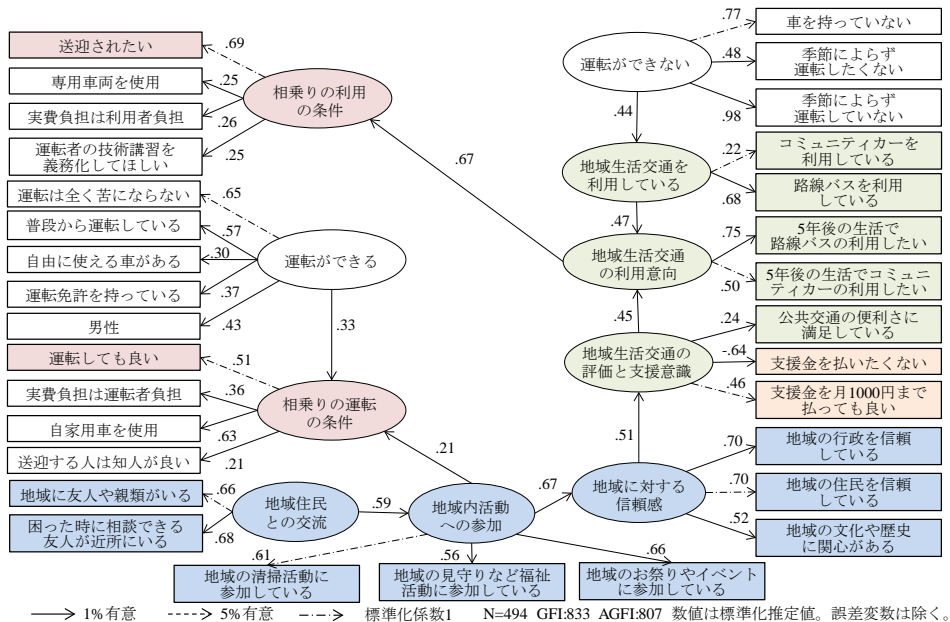 送迎されたい
専用車両を使用
実費負担は利用者負担
運転者の技術講習を
義務化してほしい
運転は全く苦にならない
普段から運転している
自由に使える車がある
運転免許を持っている
男性
運転しても良い
実費負担は運転者負担
自家用車を使用
送迎する人は知人が良い
地域に友人や親類がいる
困った時に相談できる
友人が近所にいる
.69
.25
.26
.25
.65
.57
.30
.37
.43
.51
.36
.63
.21
.66
.68
相乗りの利用
の条件
運転ができる
.33
相乗りの運転
の条件
.21
地域住民
との交流
.59
地域内活動
への参加
.67
地域に対する
信頼感
.61
.56
.66
地域の清掃活動に
参加している
地域の見守りなど福祉
活動に参加している
地域のお祭りやイベント
に参加している
.67
運転ができない
.44
地域生活交通を
利用している
.47
地域生活交通
の利用意向
.45
地域生活交通の
評価と支援意識
.51
.77
.48
.98
.22
.68
.75
.50
.24
-.64
.46
.70
.70
.52
車を持っていない
季節によらず
運転したくない
季節によらず
運転していない
コミュニティカーを
利用している
路線バスを利用
している
5年後の生活で
路線バスの利用したい
5年後の生活でコミュニ
ティカーの利用したい
公共交通の便利さに
満足している
支援金を払いたくない
支援金を月1000円まで
払っても良い
地域の行政を信頼
している
地域の住民を信頼
している
地域の文化や歴史
に関心がある
1%有意 5%有意 標準化係数1 N=494 GFI:833 AGFI:807 数値は標準化推定値。誤差変数は除く。